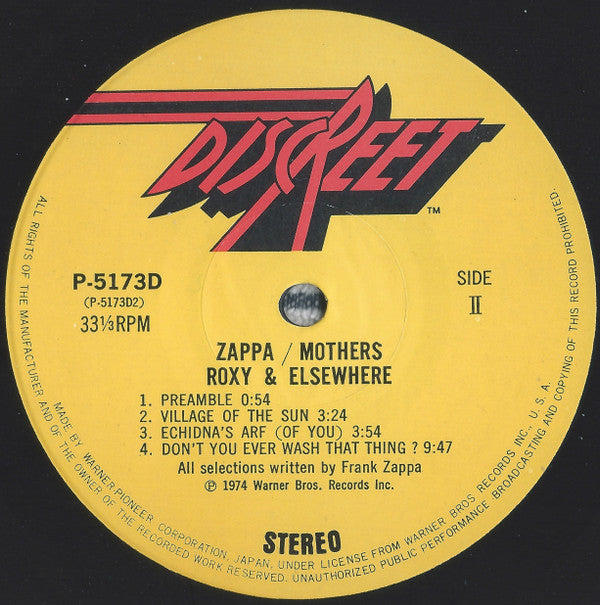 DISCREET
TM
P-5173D
(P-5173D2)
33⅓RPM
SIDE
II
ZAPPA / MOTHERS
ROXY & ELSEWHERE
1. PREAMBLE 0:54
2. VILLAGE OF THE SUN 3:24
3. ECHIDNA'S ARF (OF YOU) 3:54
4. DON'T YOU EVER WASH THAT THING ? 9:47
All selections written by Frank Zappa
℗ 1974 Warner Bros. Records Inc.
STEREO
ALL RIGHTS OF THE MANUFACTURER AND OF THE OWNER OF THE RECORDED WORK RESERVED. UNAUTHORIZED PUBLIC PERFORMANCE BROADCASTING AND COPYING OF THIS RECORD PROHIBITED.
MADE BY WARNER-PIONEER CORPORATION, JAPAN, UNDER LICENSE FROM WARNER BROS RECORDS INC., U. S. A.